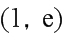 (1, e)